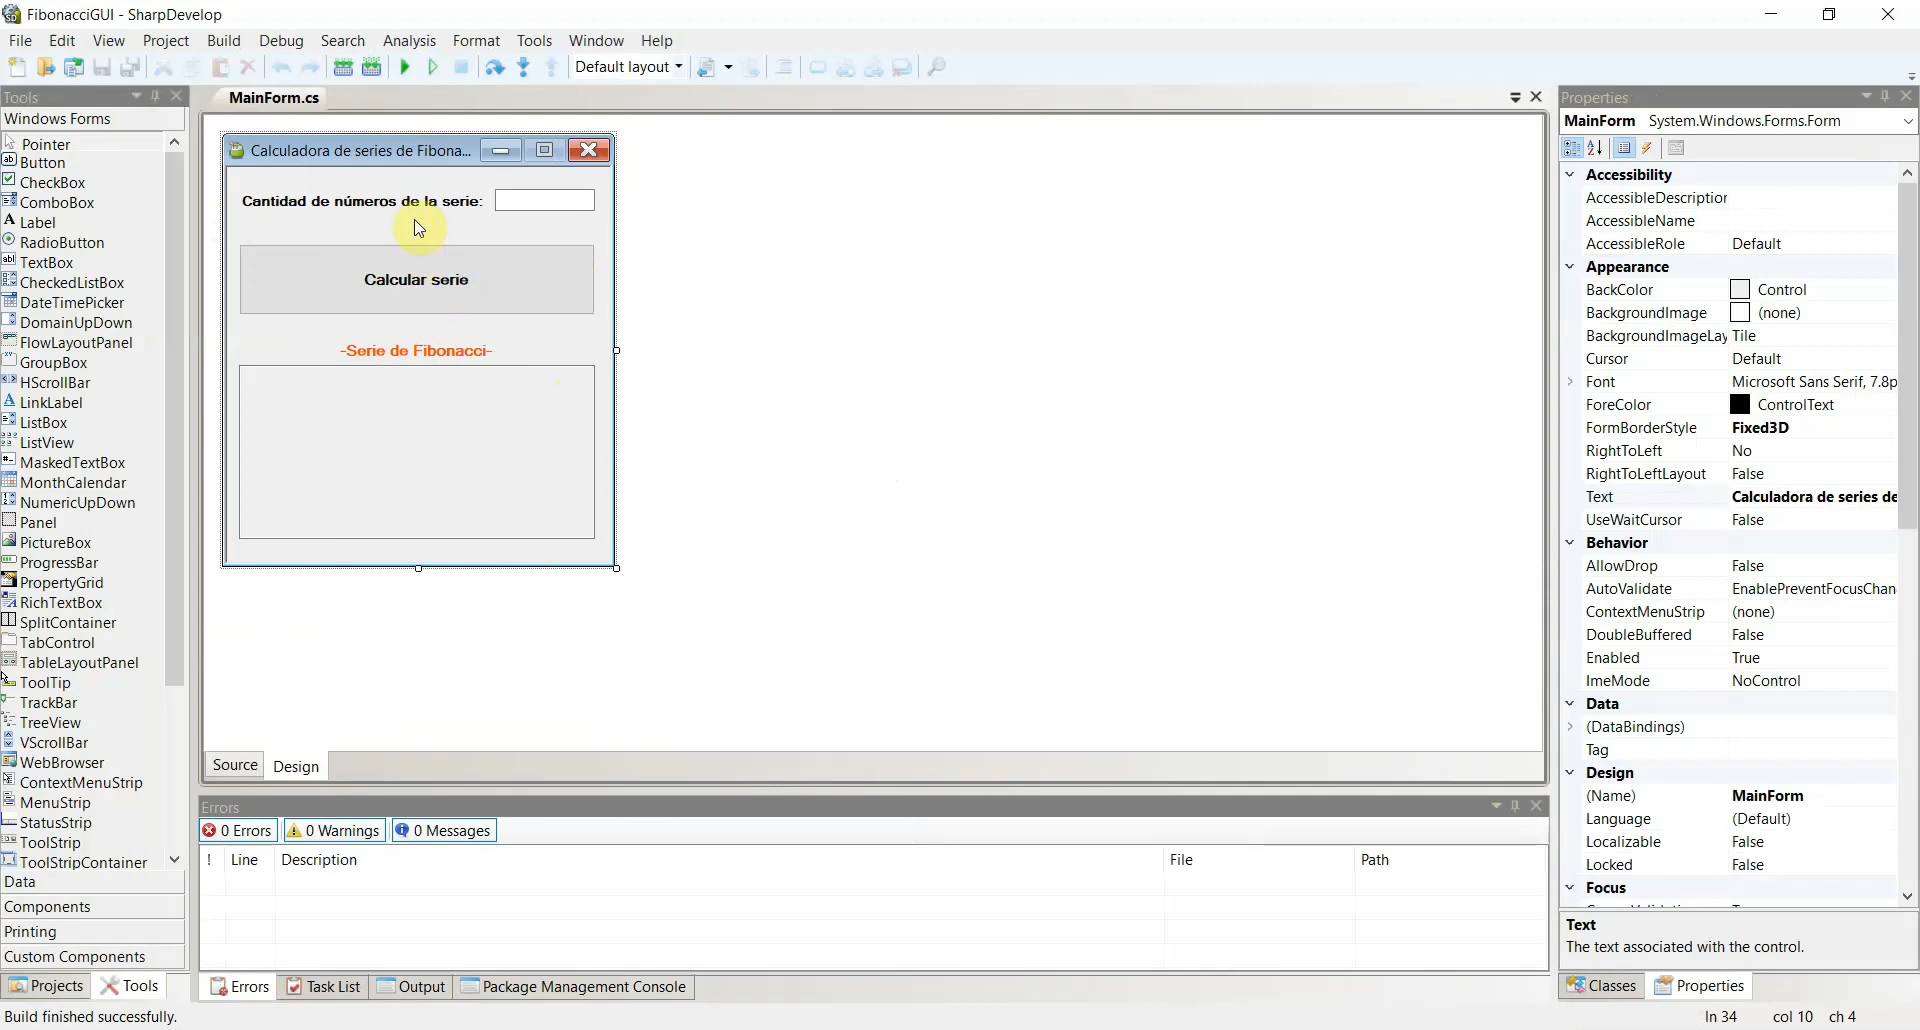 FibonacciGUI - SharpDevelop
File Edit View Project Build Debug Search Analysis Format Tools Window Help
Default layout
Tools
Windows Forms
Pointer
Button
CheckBox
ComboBox
Label
RadioButton
TextBox
CheckedListBox
DateTimePicker
DomainUpDown
FlowLayoutPanel
GroupBox
HScrollBar
LinkLabel
ListBox
ListView
MaskedTextBox
MonthCalendar
NumericUpDown
Panel
PictureBox
ProgressBar
PropertyGrid
RichTextBox
SplitContainer
TabControl
TableLayoutPanel
ToolTip
TrackBar
TreeView
VScrollBar
WebBrowser
ContextMenuStrip
MenuStrip
StatusStrip
ToolStrip
ToolStripContainer
Data
Components
Printing
Custom Components
Projects Tools
MainForm.cs
Calculadora de series de Fibona...
Cantidad de números de la serie:
Calcular serie
-Serie de Fibonacci-
Source Design
Errors
0 Errors 0 Warnings 0 Messages
! Line Description File Path
Errors Task List Output Package Management Console
Properties
MainForm System.Windows.Forms.Form
Accessibility
AccessibleDescription
AccessibleName
AccessibleRole Default
Appearance
BackColor Control
BackgroundImage (none)
BackgroundImageLay Tile
Cursor Default
Font Microsoft Sans Serif, 7.8p
ForeColor ControlText
FormBorderStyle Fixed3D
RightToLeft No
RightToLeftLayout False
Text Calculadora de series de
UseWaitCursor False
Behavior
AllowDrop False
AutoValidate EnablePreventFocusChan
ContextMenuStrip (none)
DoubleBuffered False
Enabled True
ImeMode NoControl
Data
(DataBindings)
Tag
Design
(Name) MainForm
Language (Default)
Localizable False
Locked False
Focus
Text
The text associated with the control.
Classes Properties
Build finished successfully.
ln 34 col 10 ch 4